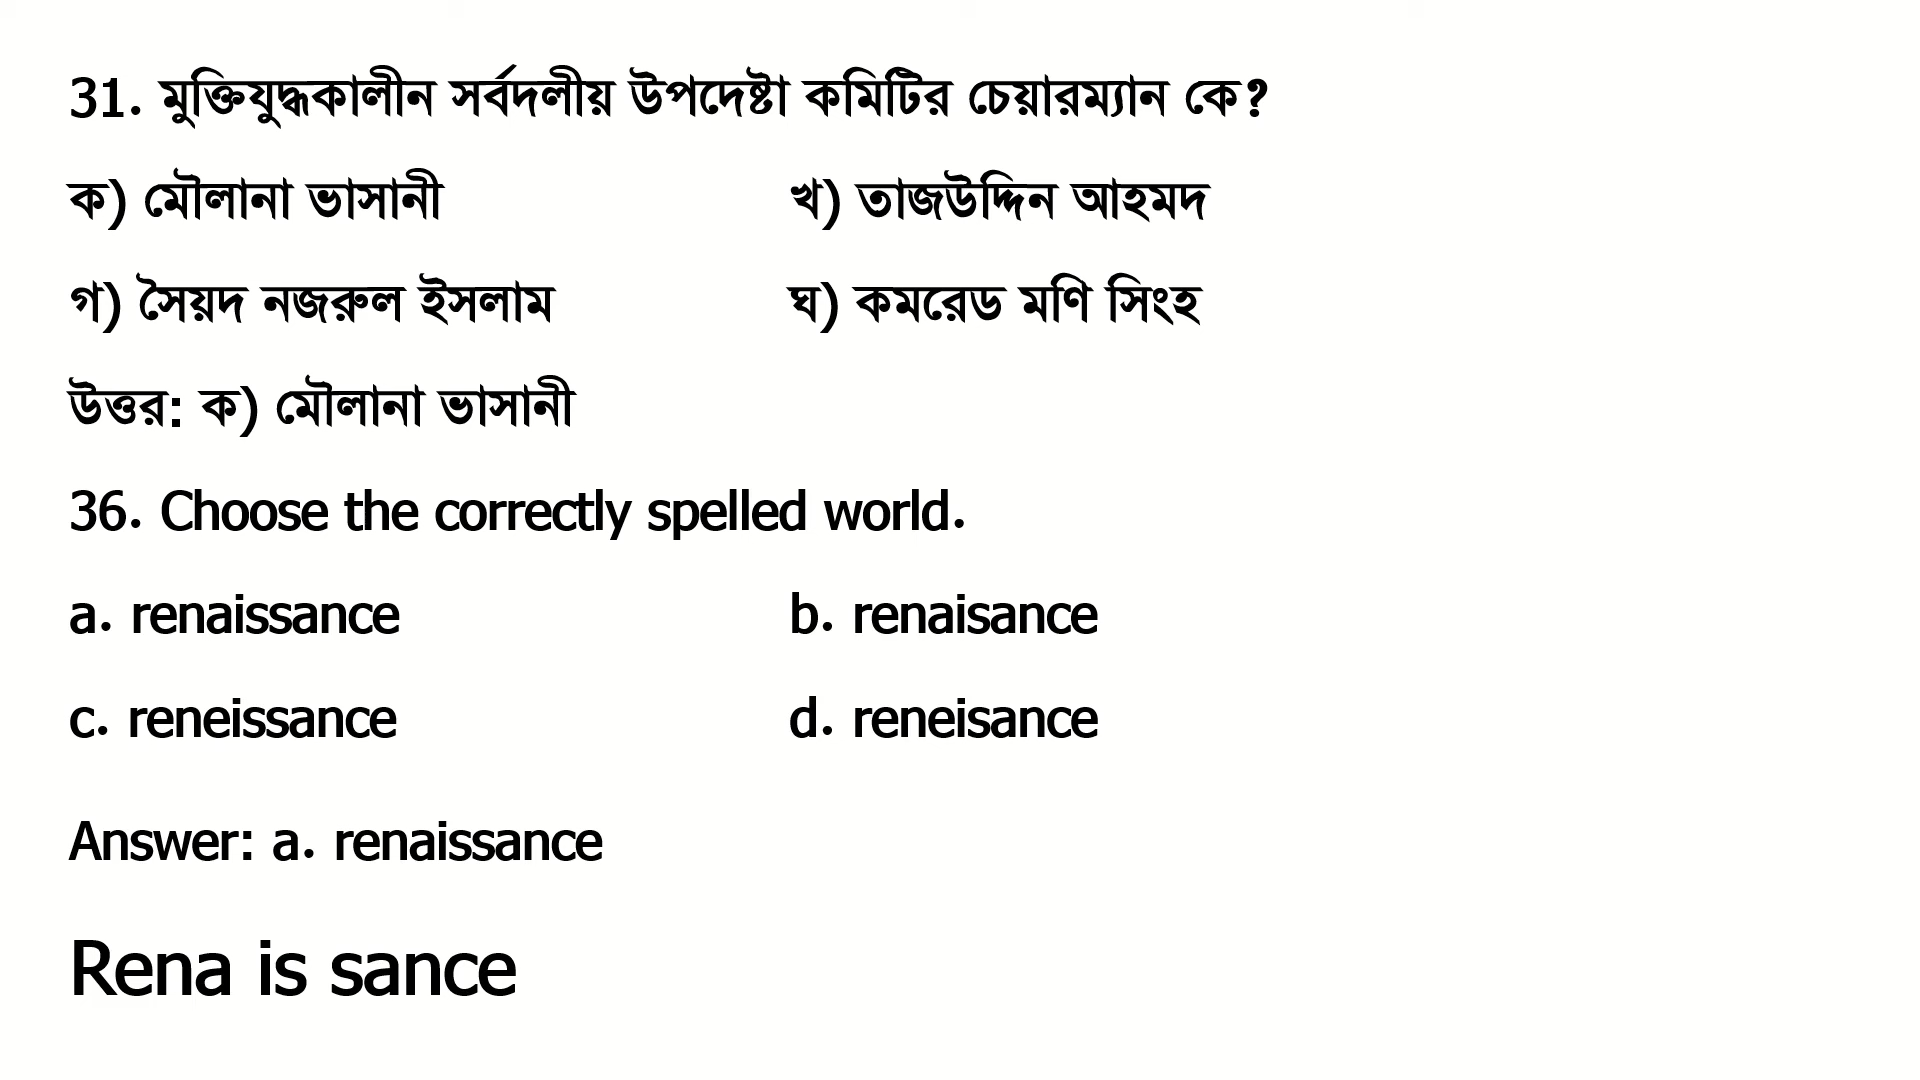 31. মুক্তিযুদ্ধকালীন সর্বদলীয় উপদেষ্টা কমিটির চেয়ারম্যান কে?
ক) মৌলানা ভাসানী খ) তাজউদ্দিন আহমদ
গ) সৈয়দ নজরুল ইসলাম ঘ) কমরেড মণি সিংহ
উত্তর: ক) মৌলানা ভাসানী
36. Choose the correctly spelled world.
a. renaissance b. renaisance
c. reneissance d. reneisance
Answer: a. renaissance
Rena is sance